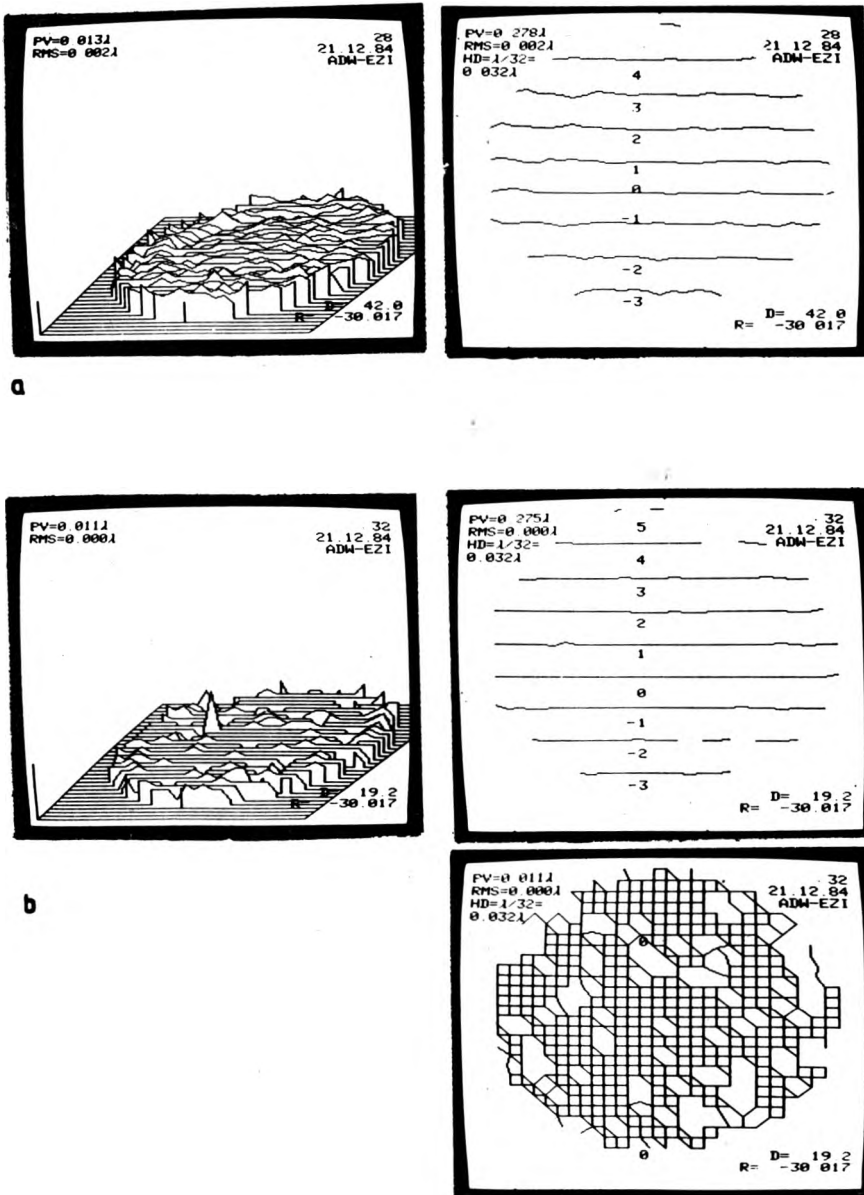 PV=0 013λ
RMS=0 002λ
28
21.12.84
ADW-EZI
D= 42.0
R= -30.017
PV=0 278λ
RMS=0 002λ
HD=λ/32=
0 032λ
28
21 12 84
ADW-EZI
4
3
2
1
0
-1
-2
-3
D= 42 0
R= -30 017
a
PV=0.011λ
RMS=0.000λ
32
21.12.84
ADW-EZI
D= 19.2
R= -30.017
PV=0 275λ
RMS=0.000λ
HD=λ/32=
0.032λ
32
21.12.84
ADW-EZI
5
4
3
2
1
0
-1
-2
-3
D= 19.2
R= -30.017
b
PV=0 011λ
RMS=0.000λ
HD=λ/32=
0.032λ
32
21.12.84
ADW-EZI
0
0
D= 19.2
R= -30 017